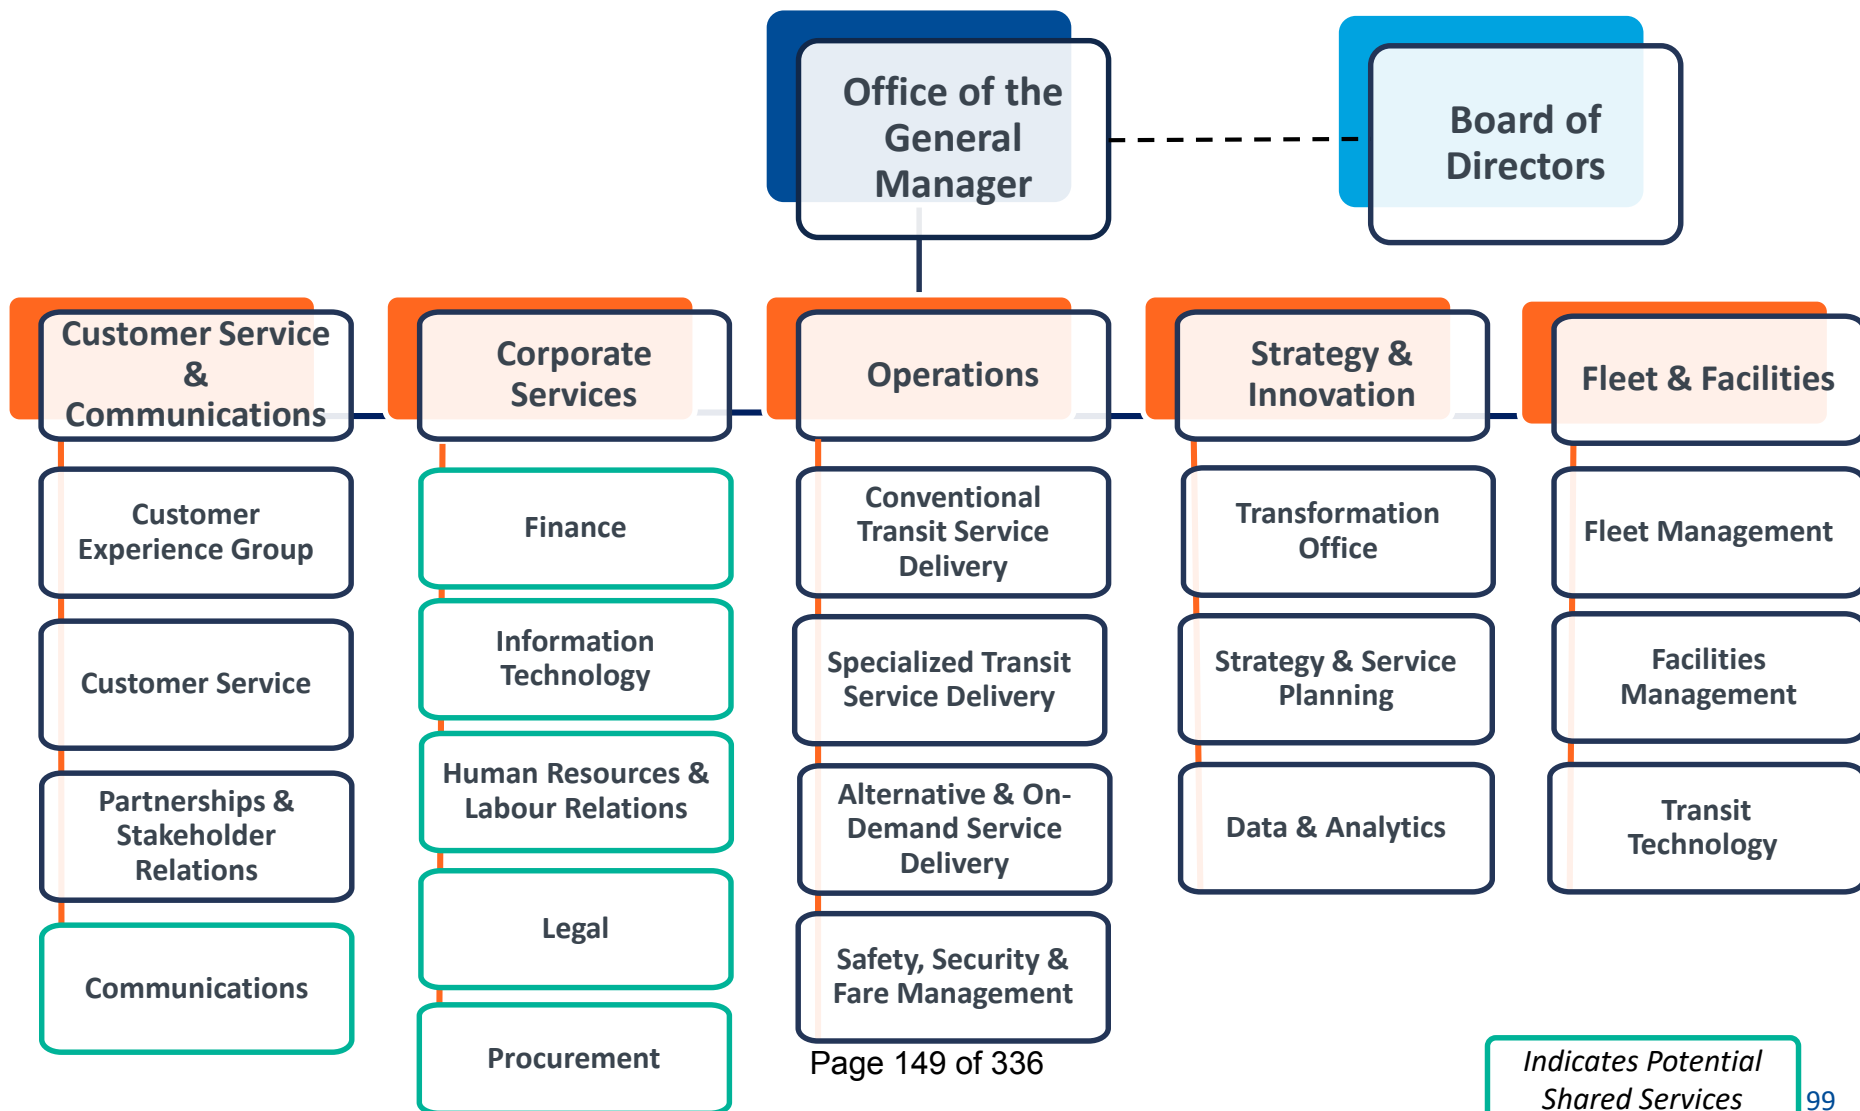 Office of the
General
Manager
Board of
Directors
Customer Service
&
Communications
Corporate
Services
Operations
Strategy &
Innovation
Fleet & Facilities
Customer
Experience Group
Customer Service
Partnerships &
Stakeholder
Relations
Communications
Finance
Information
Technology
Human Resources &
Labour Relations
Legal
Procurement
Conventional
Transit Service
Delivery
Specialized Transit
Service Delivery
Alternative & On-
Demand Service
Delivery
Safety, Security &
Fare Management
Transformation
Office
Strategy & Service
Planning
Data & Analytics
Fleet Management
Facilities
Management
Transit
Technology
Page 149 of 336
Indicates Potential
Shared Services
99